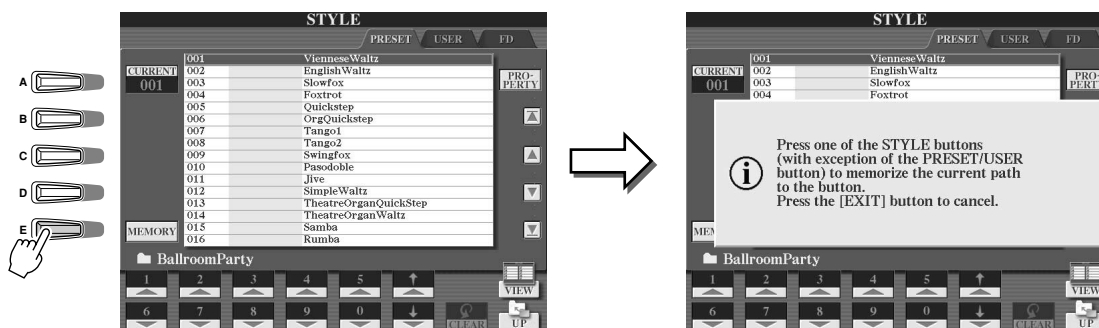 STYLE
PRESET USER FD
A
B
C
D
E
CURRENT
001
MEMORY
001 VienneseWaltz
002 EnglishWaltz
003 Slowfox
004 Foxtrot
005 Quickstep
006 OrgQuickstep
007 Tango1
008 Tango2
009 Swingfox
010 Pasodoble
011 Jive
012 SimpleWaltz
013 TheatreOrganQuickStep
014 TheatreOrganWaltz
015 Samba
016 Rumba
PRO-
PERTY
BallroomParty
1 2 3 4 5
VIEW
6 7 8 9 0
CLEAR UP
STYLE
PRESET USER FD
CURRENT
001
001 VienneseWaltz
002 EnglishWaltz
003 Slowfox
004 Foxtrot
PRO-
PERTY
i
Press one of the STYLE buttons
(with exception of the PRESET/USER
button) to memorize the current path
to the button.
Press the [EXIT] button to cancel.
MEM
BallroomParty
1 2 3 4 5
VIEW
6 7 8 9 0
CLEAR UP